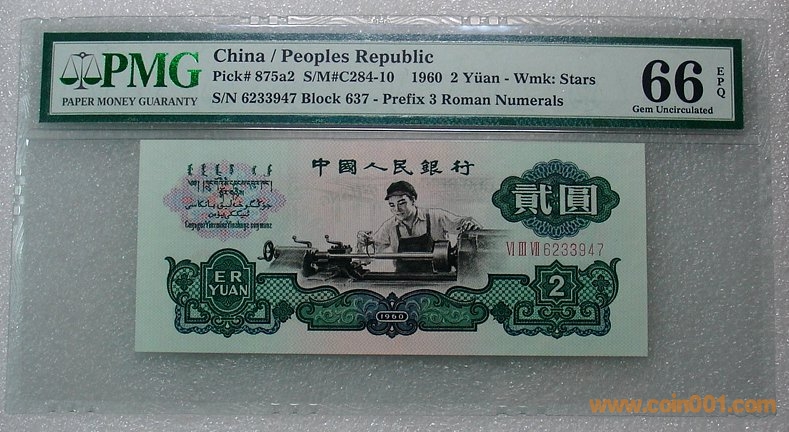 PMG
PAPER MONEY GUARANTY
China / Peoples Republic
Pick# 875a2 S/M#C284-10 1960 2 Yüan - Wmk: Stars
S/N 6233947 Block 637 - Prefix 3 Roman Numerals
66
EPQ
Gem Uncirculated
中國人民銀行
貳圓
VI III VII 6233947
ER
YUAN
1960
2
www.coin001.com